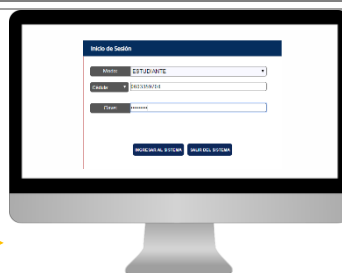 Inicio de Sesión
Modo ESTUDIANTE
Cédula
Clave ********
INGRESAR AL SISTEMA SALIR DEL SISTEMA